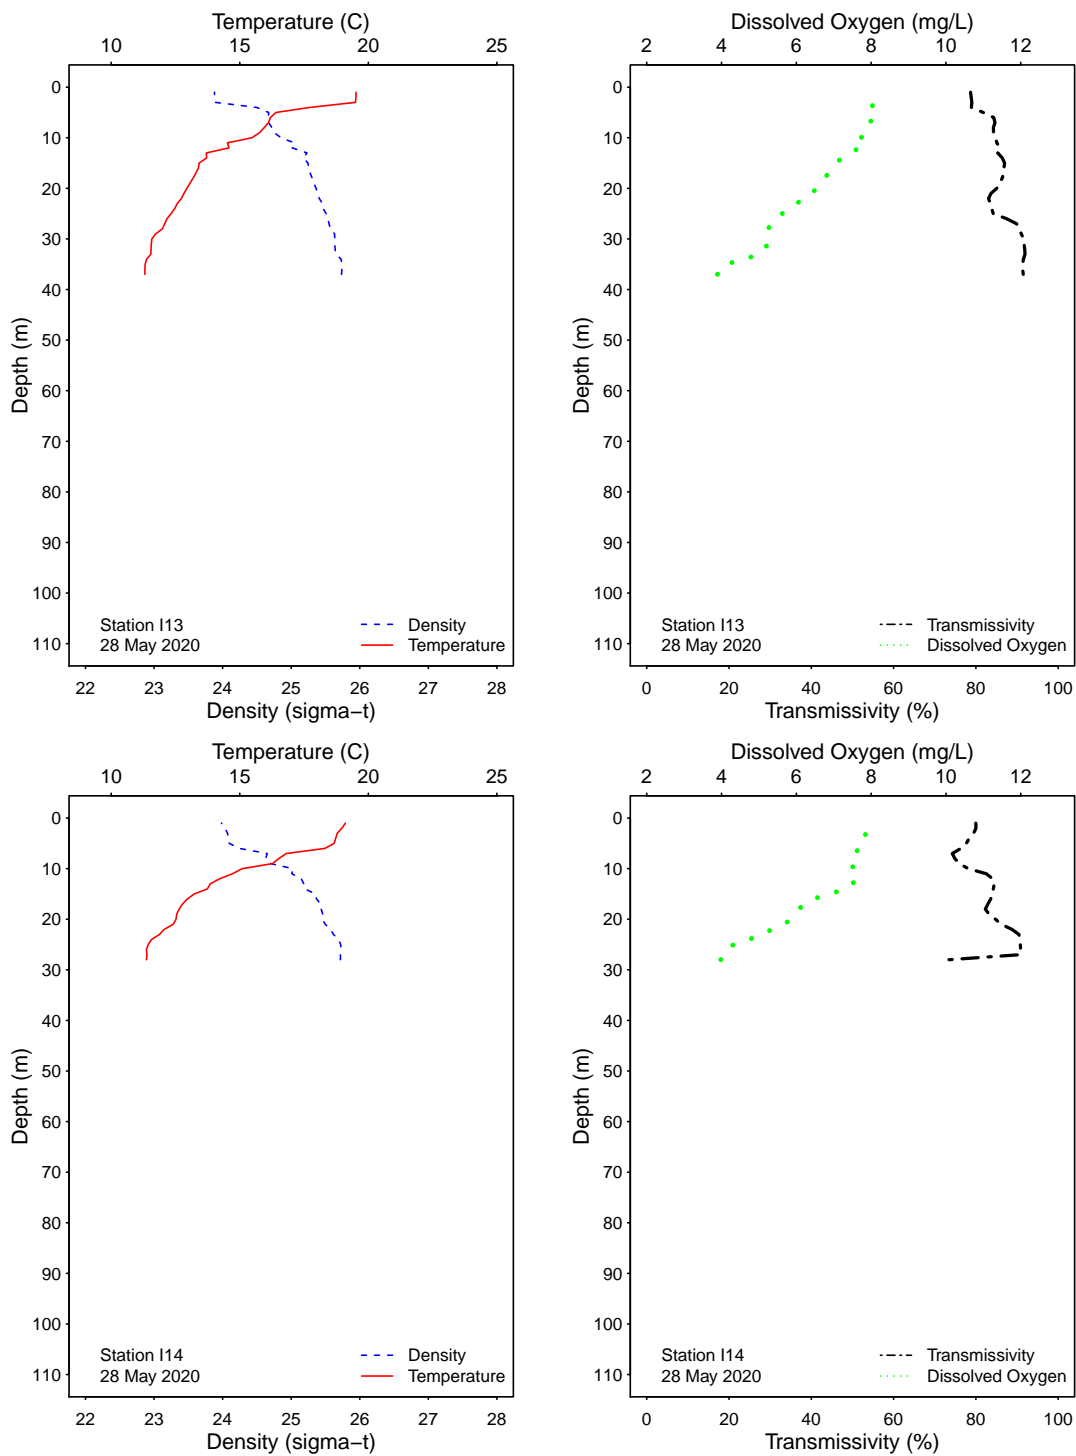 Temperature (C)
10 15 20 25
0
10
20
30
40
50
60
70
80
90
100
110
Depth (m)
Station I13
28 May 2020
Density
Temperature
22 23 24 25 26 27 28
Density (sigma−t)
Dissolved Oxygen (mg/L)
2 4 6 8 10 12
0
10
20
30
40
50
60
70
80
90
100
110
Depth (m)
Station I13
28 May 2020
Transmissivity
Dissolved Oxygen
0 20 40 60 80 100
Transmissivity (%)
Temperature (C)
10 15 20 25
0
10
20
30
40
50
60
70
80
90
100
110
Depth (m)
Station I14
28 May 2020
Density
Temperature
22 23 24 25 26 27 28
Density (sigma−t)
Dissolved Oxygen (mg/L)
2 4 6 8 10 12
0
10
20
30
40
50
60
70
80
90
100
110
Depth (m)
Station I14
28 May 2020
Transmissivity
Dissolved Oxygen
0 20 40 60 80 100
Transmissivity (%)